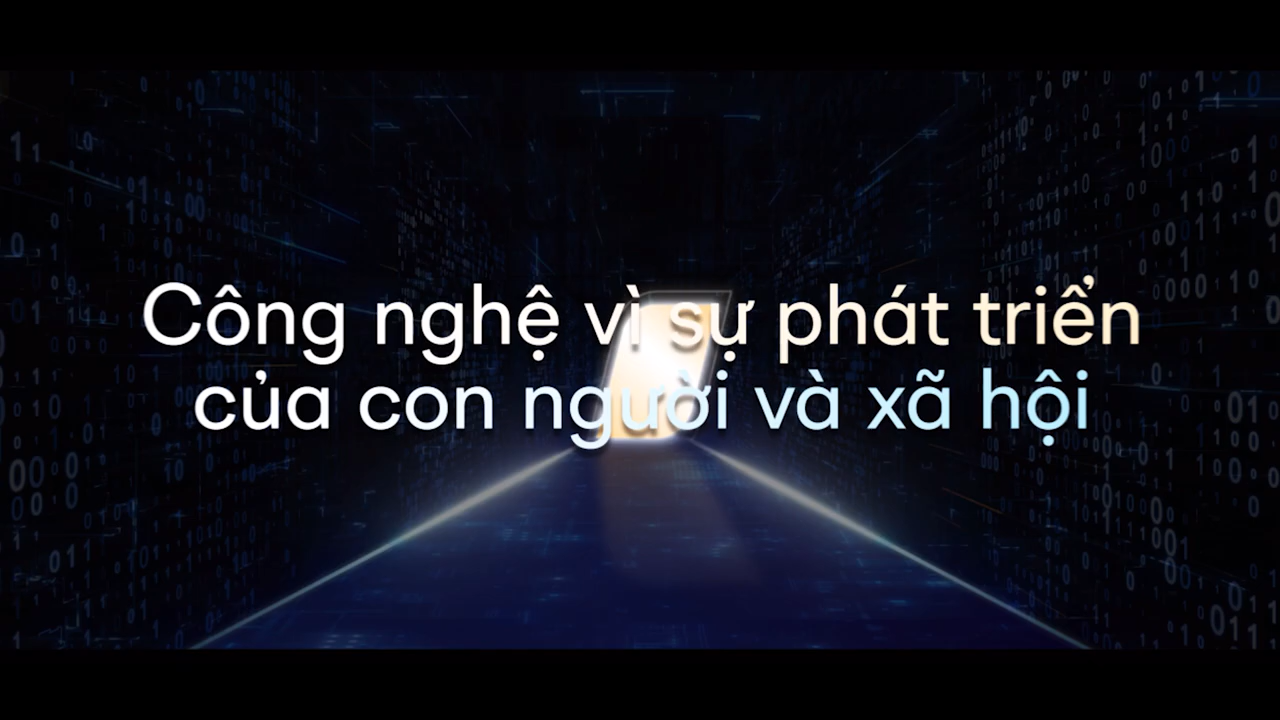 Công nghệ vì sự phát triển
của con người và xã hội